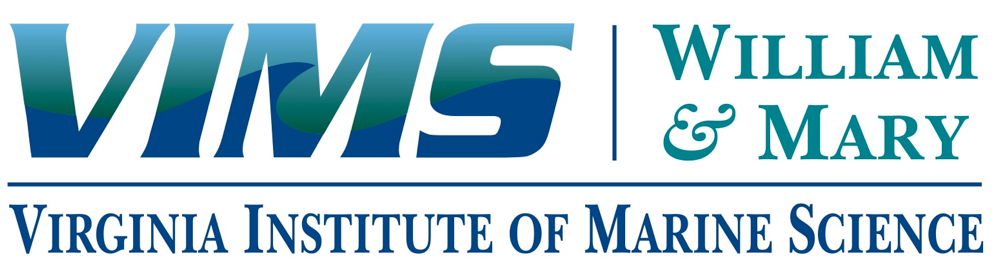 VIMS
WILLIAM
& MARY
VIRGINIA INSTITUTE OF MARINE SCIENCE